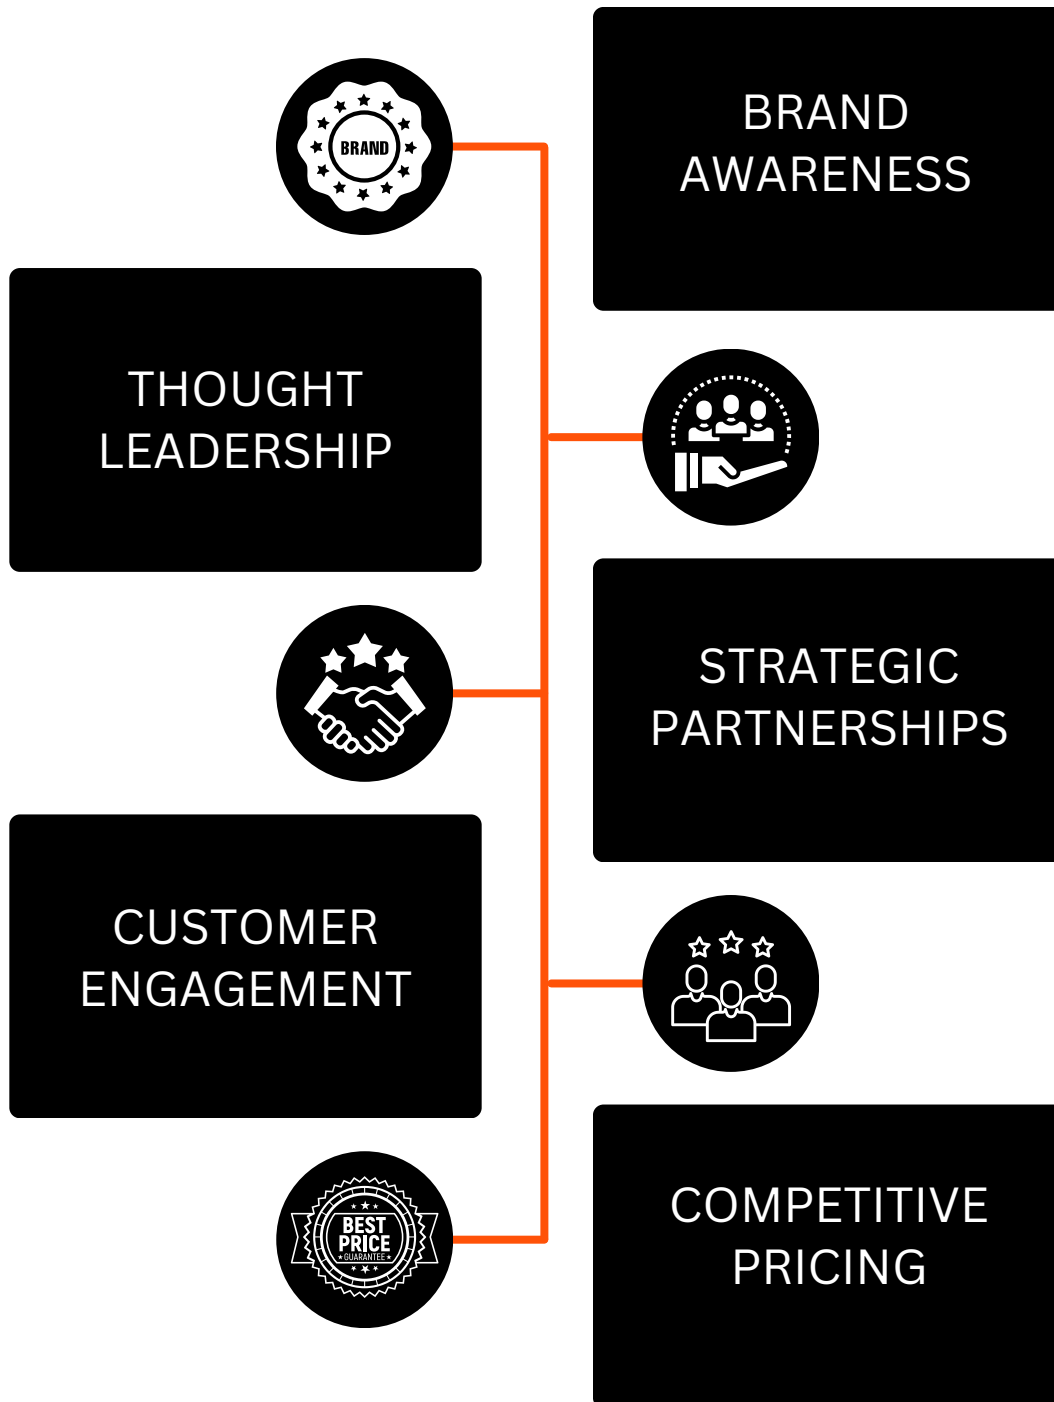 BRAND
BRAND
AWARENESS
THOUGHT
LEADERSHIP
STRATEGIC
PARTNERSHIPS
CUSTOMER
ENGAGEMENT
BEST
PRICE
GUARANTEE
COMPETITIVE
PRICING